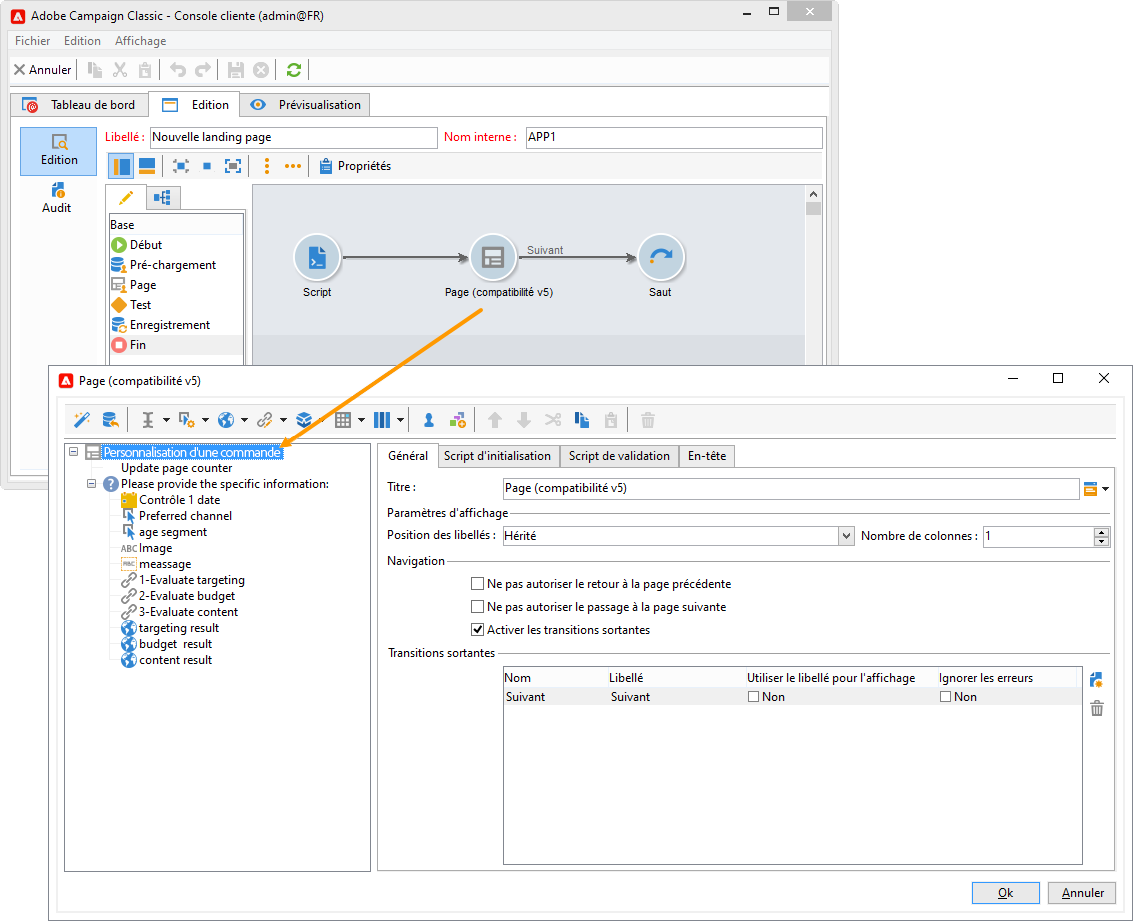 Adobe Campaign Classic - Console cliente (admin@FR)
Fichier Edition Affichage
Annuler
Tableau de bord Edition Prévisualisation
Edition
Audit
Libellé : Nouvelle landing page Nom interne : APP1
Propriétés
Base
Début
Pré-chargement
Page
Test
Enregistrement
Fin
Suivant
Script Page (compatibilité v5) Saut
Page (compatibilité v5)
Personnalisation d'une commande
Update page counter
Please provide the specific information:
Contrôle 1 date
Preferred channel
age segment
ABC Image
meassage
1-Evaluate targeting
2-Evaluate budget
3-Evaluate content
targeting result
budget result
content result
Général Script d'initialisation Script de validation En-tête
Titre : Page (compatibilité v5)
Paramètres d'affichage
Position des libellés : Hérité Nombre de colonnes : 1
Navigation
Ne pas autoriser le retour à la page précédente
Ne pas autoriser le passage à la page suivante
Activer les transitions sortantes
Transitions sortantes
Nom Libellé Utiliser le libellé pour l'affichage Ignorer les erreurs
Suivant Suivant Non Non
Ok Annuler